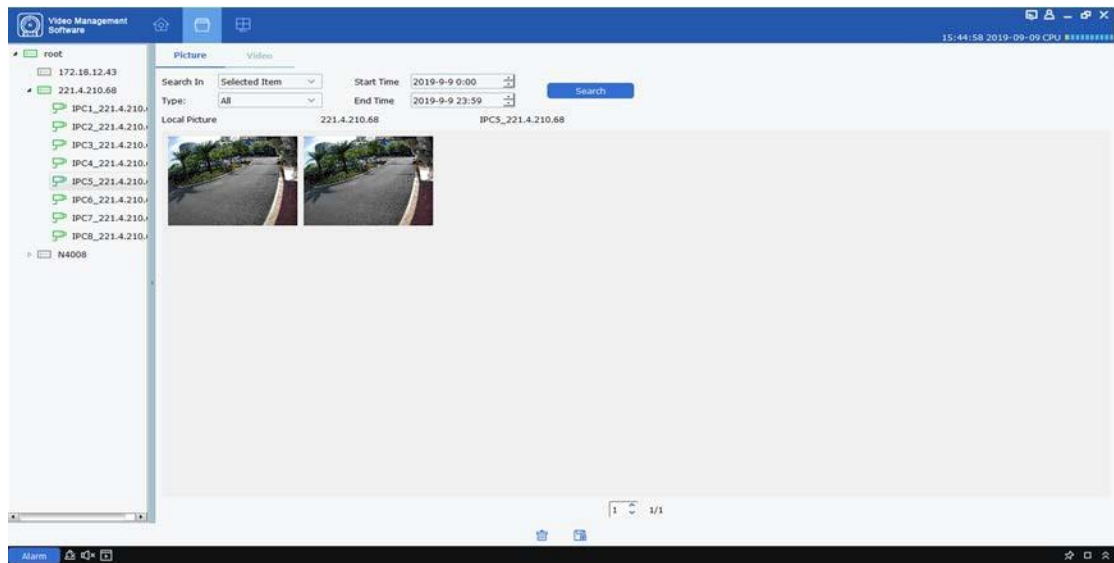 Video Management
Software
15:44:58 2019-09-09 CPU
root
172.18.12.43
221.4.210.68
IPC1_221.4.210.
IPC2_221.4.210.
IPC3_221.4.210.
IPC4_221.4.210.
IPC5_221.4.210.
IPC6_221.4.210.
IPC7_221.4.210.
IPC8_221.4.210.
N4008
Picture Video
Search In Selected Item Start Time 2019-9-9 0:00 Search
Type: All End Time 2019-9-9 23:59
Local Picture 221.4.210.68 IPC5_221.4.210.68
1 1/1
Alarm